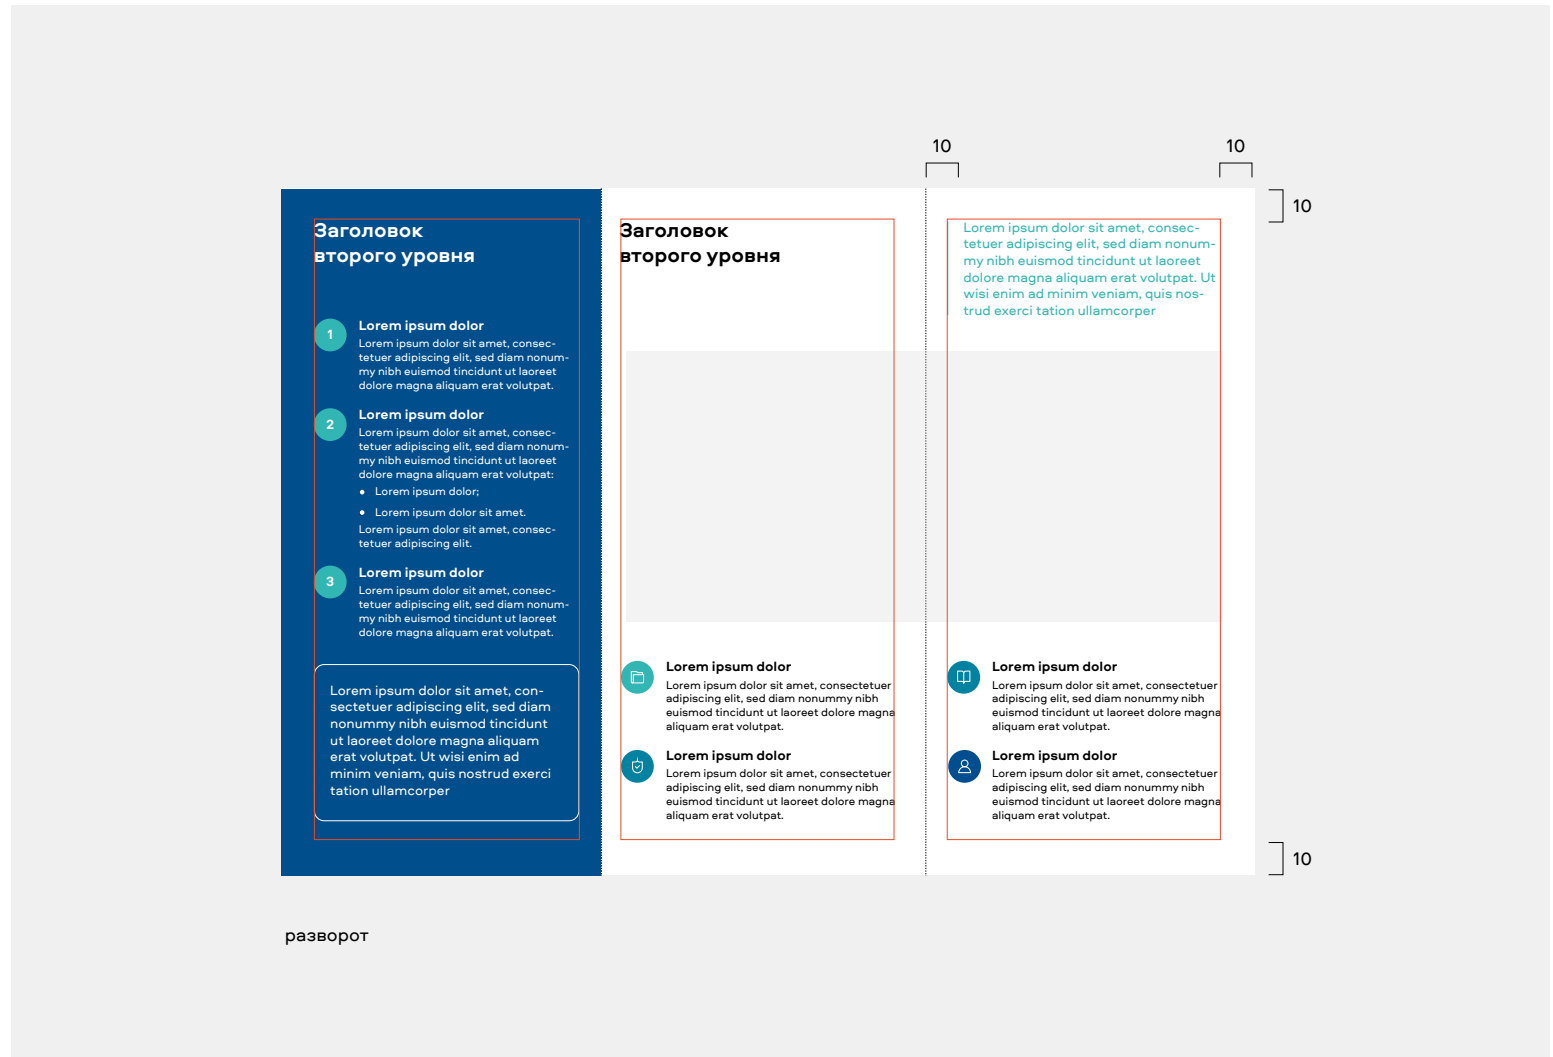 10
10
10
Заголовок
второго уровня
1
Lorem ipsum dolor
Lorem ipsum dolor sit amet, consec-
tetuer adipiscing elit, sed diam nonum-
my nibh euismod tincidunt ut laoreet
dolore magna aliquam erat volutpat.
2
Lorem ipsum dolor
Lorem ipsum dolor sit amet, consec-
tetuer adipiscing elit, sed diam nonum-
my nibh euismod tincidunt ut laoreet
dolore magna aliquam erat volutpat:
• Lorem ipsum dolor;
• Lorem ipsum dolor sit amet.
Lorem ipsum dolor sit amet, consec-
tetuer adipiscing elit.
3
Lorem ipsum dolor
Lorem ipsum dolor sit amet, consec-
tetuer adipiscing elit, sed diam nonum-
my nibh euismod tincidunt ut laoreet
dolore magna aliquam erat volutpat.
Lorem ipsum dolor sit amet, con-
sectetuer adipiscing elit, sed diam
nonummy nibh euismod tincidunt
ut laoreet dolore magna aliquam
erat volutpat. Ut wisi enim ad
minim veniam, quis nostrud exerci
tation ullamcorper
Заголовок
второго уровня
Lorem ipsum dolor
Lorem ipsum dolor sit amet, consectetuer
adipiscing elit, sed diam nonummy nibh
euismod tincidunt ut laoreet dolore magna
aliquam erat volutpat.
Lorem ipsum dolor
Lorem ipsum dolor sit amet, consectetuer
adipiscing elit, sed diam nonummy nibh
euismod tincidunt ut laoreet dolore magna
aliquam erat volutpat.
Lorem ipsum dolor sit amet, consec-
tetuer adipiscing elit, sed diam nonum-
my nibh euismod tincidunt ut laoreet
dolore magna aliquam erat volutpat. Ut
wisi enim ad minim veniam, quis nos-
trud exerci tation ullamcorper
Lorem ipsum dolor
Lorem ipsum dolor sit amet, consectetuer
adipiscing elit, sed diam nonummy nibh
euismod tincidunt ut laoreet dolore magna
aliquam erat volutpat.
Lorem ipsum dolor
Lorem ipsum dolor sit amet, consectetuer
adipiscing elit, sed diam nonummy nibh
euismod tincidunt ut laoreet dolore magna
aliquam erat volutpat.
10
разворот